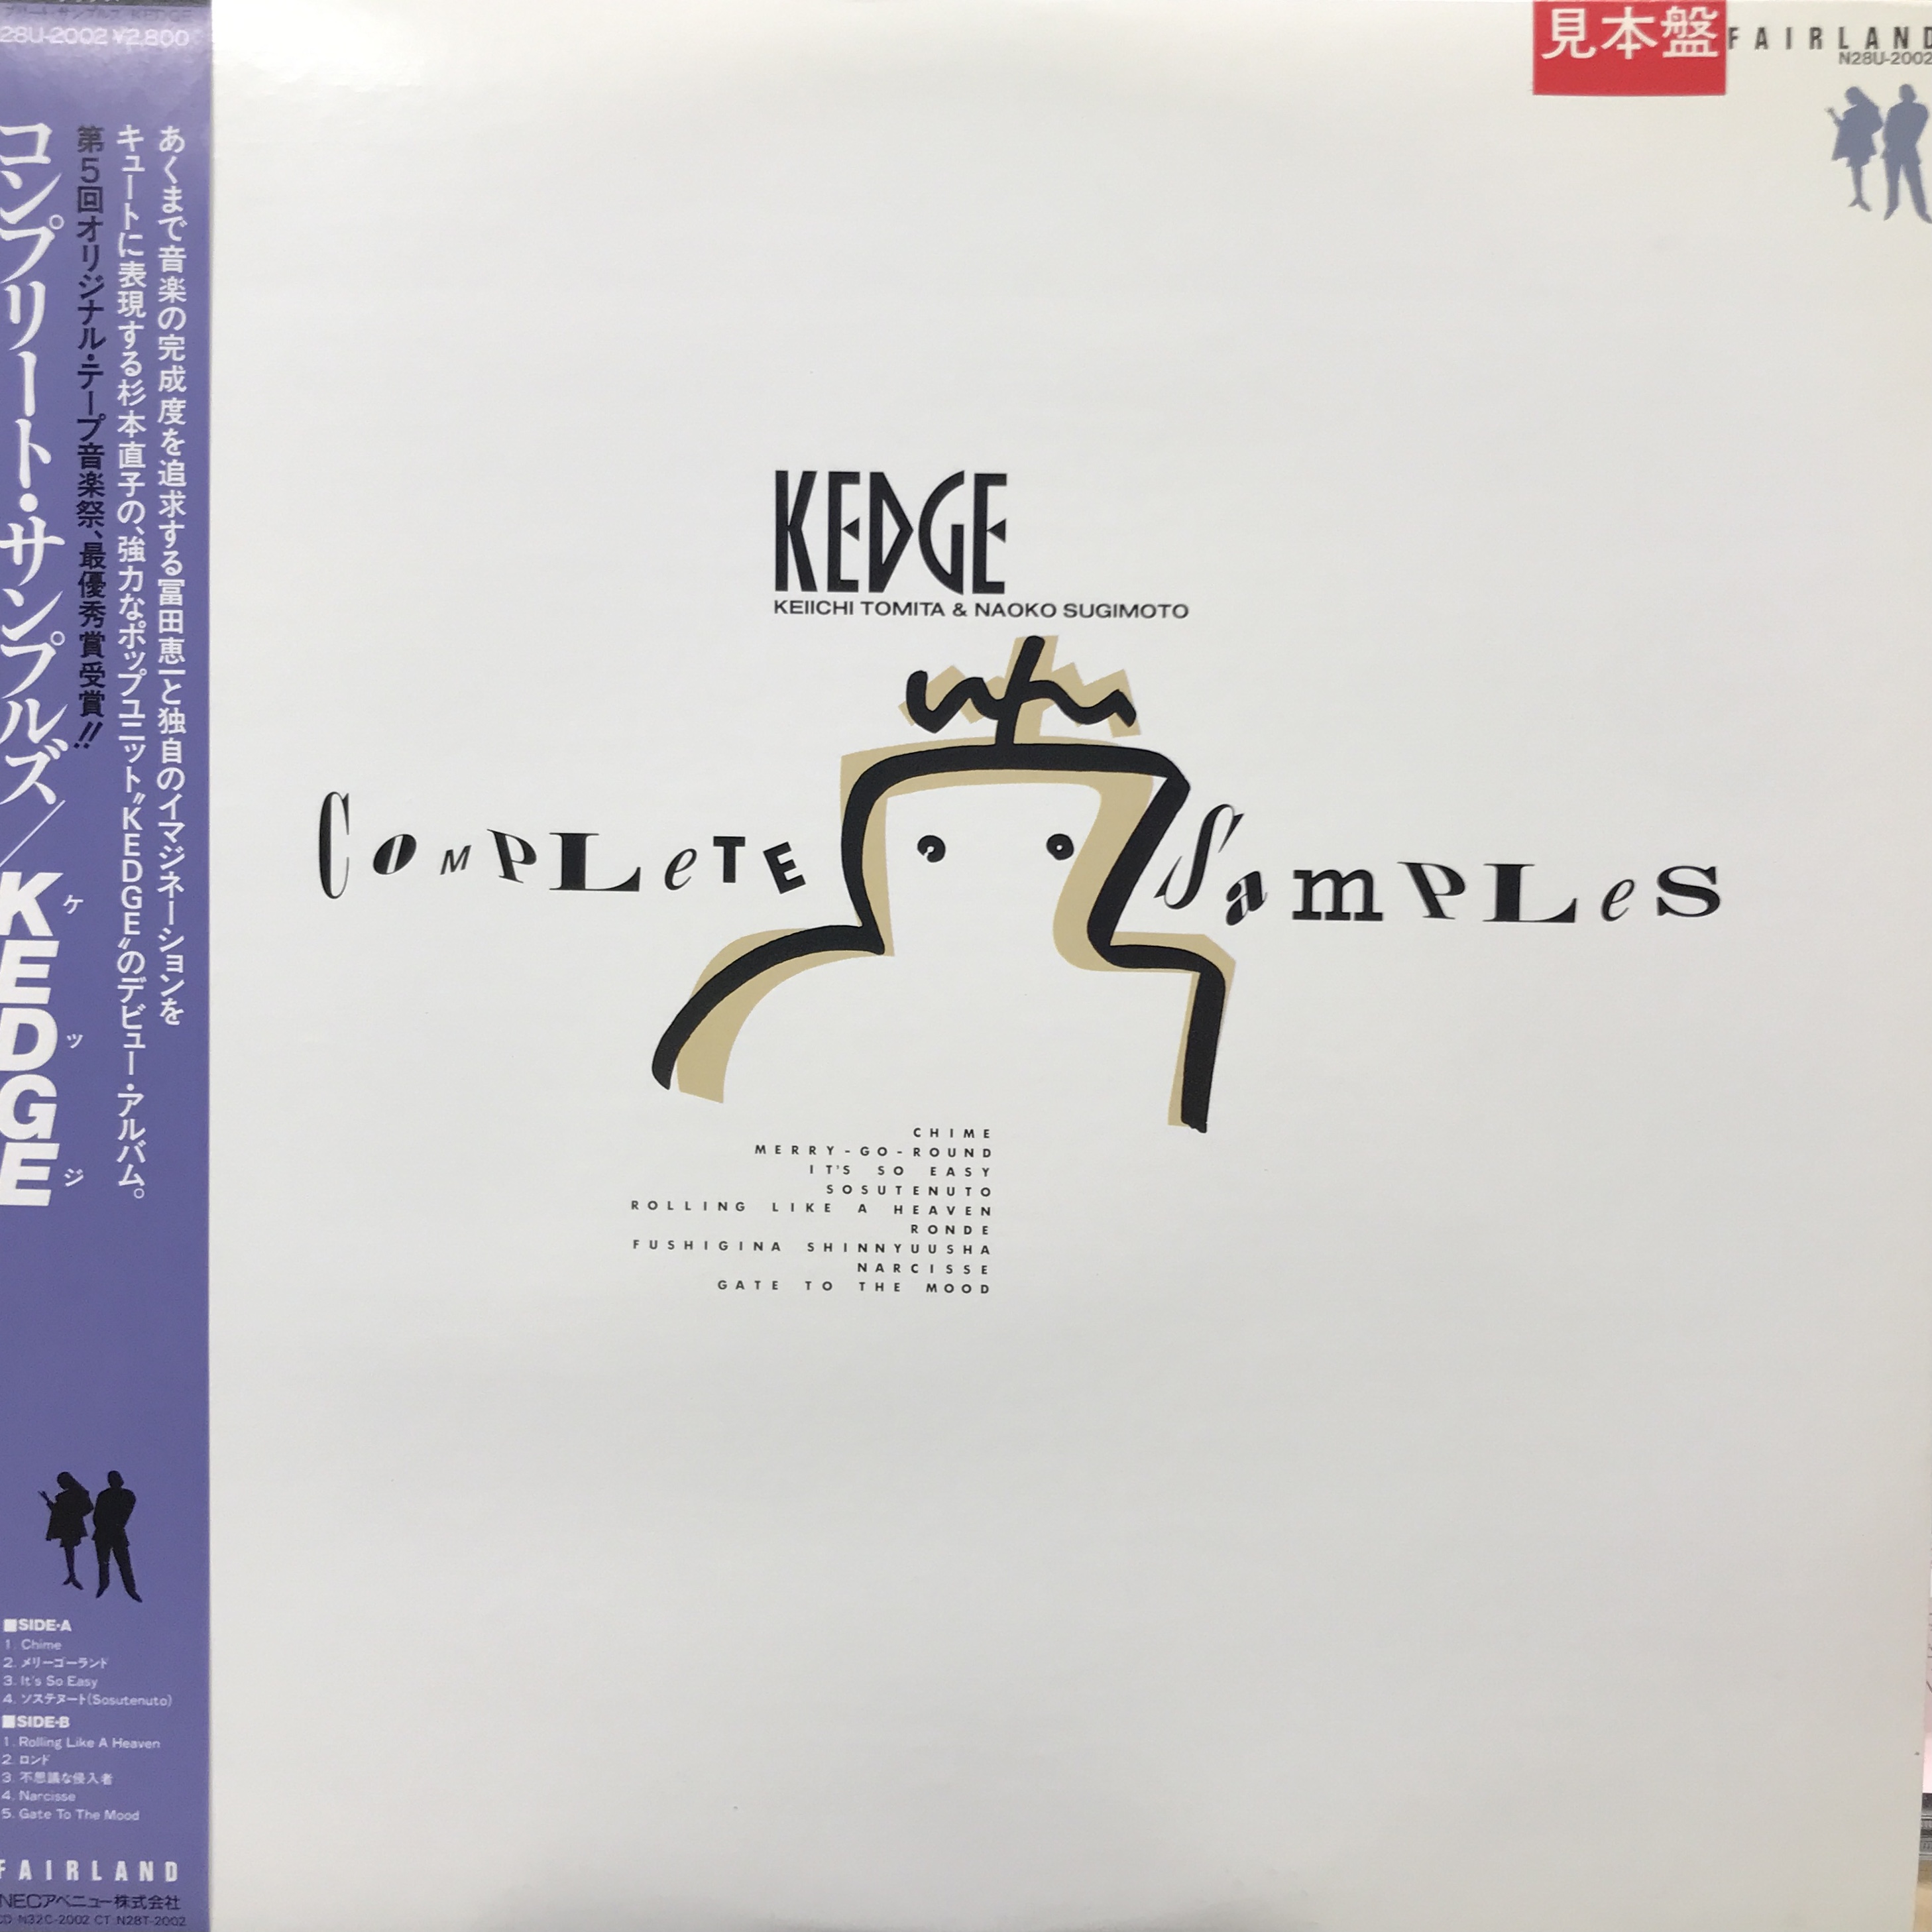 28U-2002 ¥2,800
あくまで音楽の完成度を追求する冨田恵一と独自のイマジネーションを
キュートに表現する杉本直子の、強力なポップユニット"KEDGE"のデビュー・アルバム。
第5回オリジナル・テープ音楽祭、最優秀賞受賞!!
コンプリート・サンプルズ/KEDGE
ケッジ
■SIDE-A
1. Chime
2. メリーゴーランド
3. It's So Easy
4. ソステヌート(Sosutenuto)
■SIDE-B
1. Rolling Like A Heaven
2. ロンド
3. 不思議な侵入者
4. Narcisse
5. Gate To The Mood
FAIRLAND
NECアベニュー株式会社
CD N32C-2002 CT N28T-2002
見本盤
FAIRLAND
N28U-2002
KEDGE
KEIICHI TOMITA & NAOKO SUGIMOTO
COMPLeTE SamPLeS
CHIME
MERRY-GO-ROUND
IT'S SO EASY
SOSUTENUTO
ROLLING LIKE A HEAVEN
RONDE
FUSHIGINA SHINNYUUSHA
NARCISSE
GATE TO THE MOOD